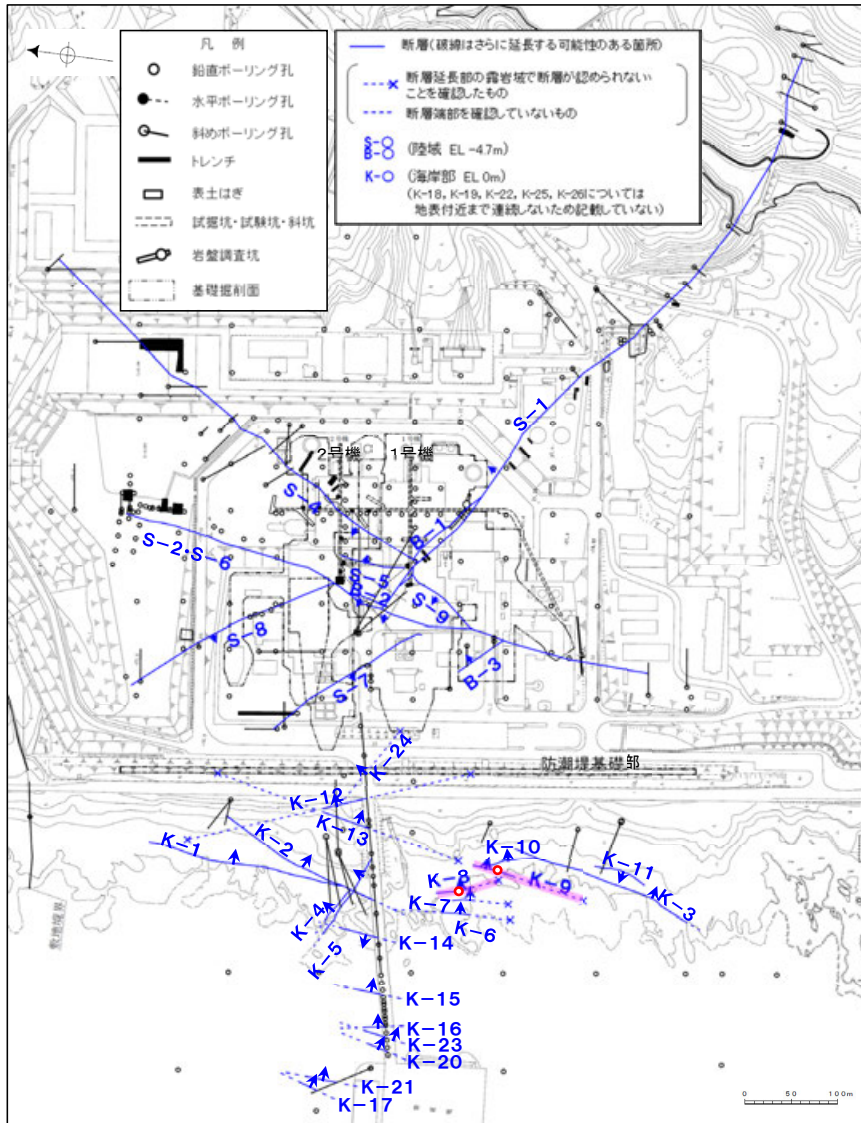 凡 例
鉛直ボーリング孔
水平ボーリング孔
斜めボーリング孔
トレンチ
表土はぎ
試掘坑・試験坑・斜坑
岩盤調査坑
基礎掘削面
断層(破線はさらに延長する可能性のある箇所)
断層延長部の露岩域で断層が認められない
ことを確認したもの
断層端部を確認していないもの
S-○
B-○
(陸域 EL -4.7m)
K-○
(海岸部 EL 0m)
(K-18, K-19, K-22, K-25, K-26については
地表付近まで連続しないため記載していない)
S-1
2号機
1号機
S-4
B-1
S-2・S-6
S-5
B-2
S-9
S-8
B-3
S-7
K-24
防潮堤基礎部
K-12
K-13
K-1
K-2
K-10
K-11
K-8
K-9
K-7
K-3
K-4
K-6
K-5
K-14
敷地境界
K-15
K-16
K-23
K-20
K-21
K-17
0 50 100m